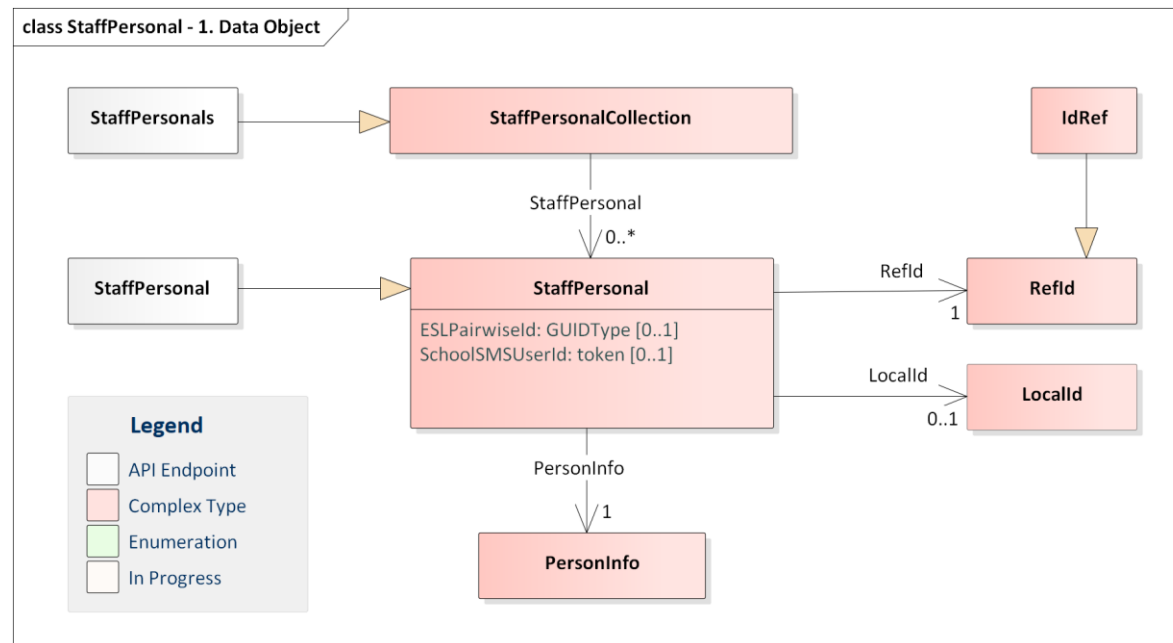 class StaffPersonal - 1. Data Object
StaffPersonals
StaffPersonalCollection
IdRef
StaffPersonal
0..*
StaffPersonal
StaffPersonal
ESLPairwiseId: GUIDType [0..1]
SchoolSMSUserId: token [0..1]
RefId
1
RefId
LocalId
0..1
LocalId
PersonInfo
1
PersonInfo
Legend
API Endpoint
Complex Type
Enumeration
In Progress